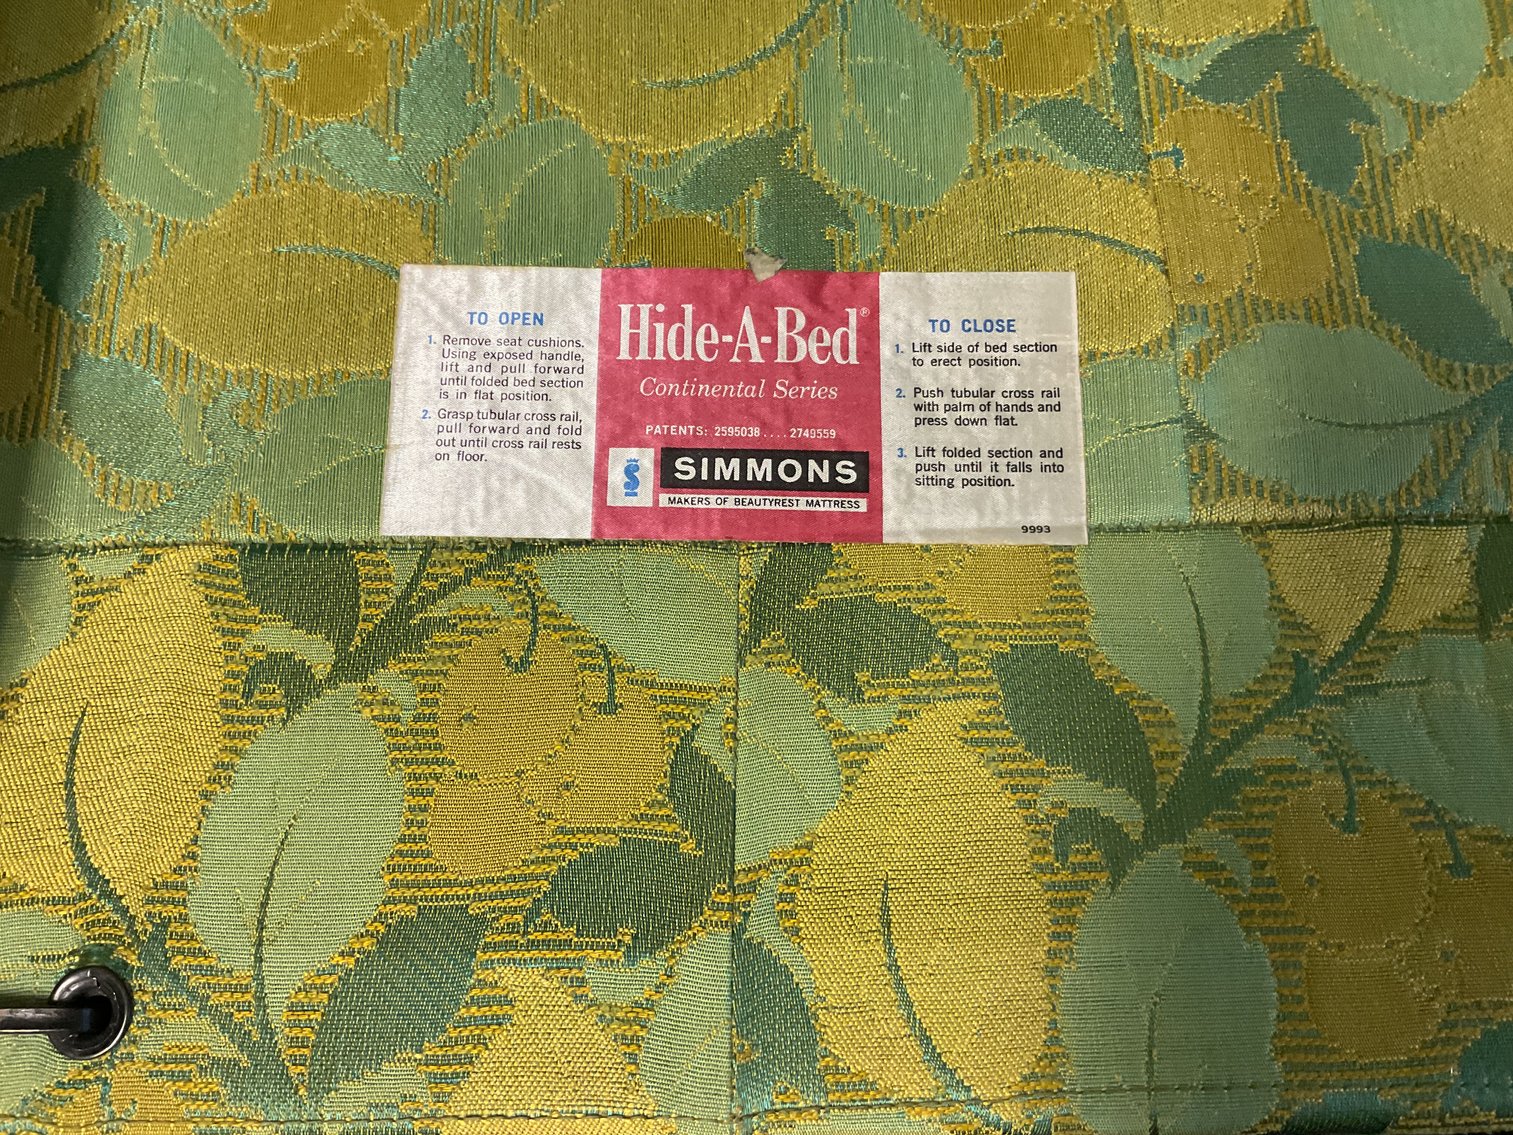 TO OPEN
1. Remove seat cushions.
Using exposed handle,
lift and pull forward
until folded bed section
is in flat position.
2. Grasp tubular cross rail,
pull forward and fold
out until cross rail rests
on floor.
Hide-A-Bed®
Continental Series
PATENTS: 2595038....2749559
S
SIMMONS
MAKERS OF BEAUTYREST MATTRESS
TO CLOSE
1. Lift side of bed section
to erect position.
2. Push tubular cross rail
with palm of hands and
press down flat.
3. Lift folded section and
push until it falls into
sitting position.
9993